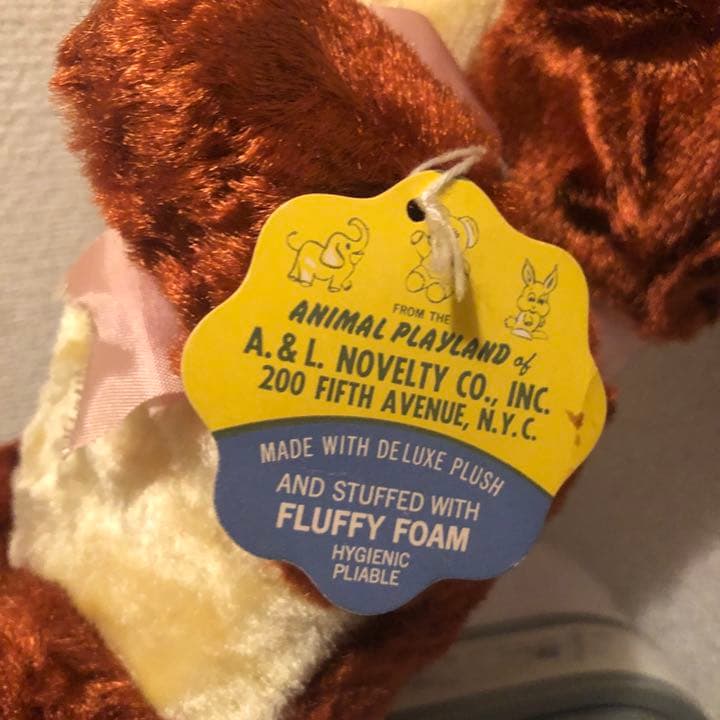 FROM THE
ANIMAL PLAYLAND of
A. & L. NOVELTY CO., INC.
200 FIFTH AVENUE, N.Y.C.
MADE WITH DELUXE PLUSH
AND STUFFED WITH
FLUFFY FOAM
HYGIENIC
PLIABLE